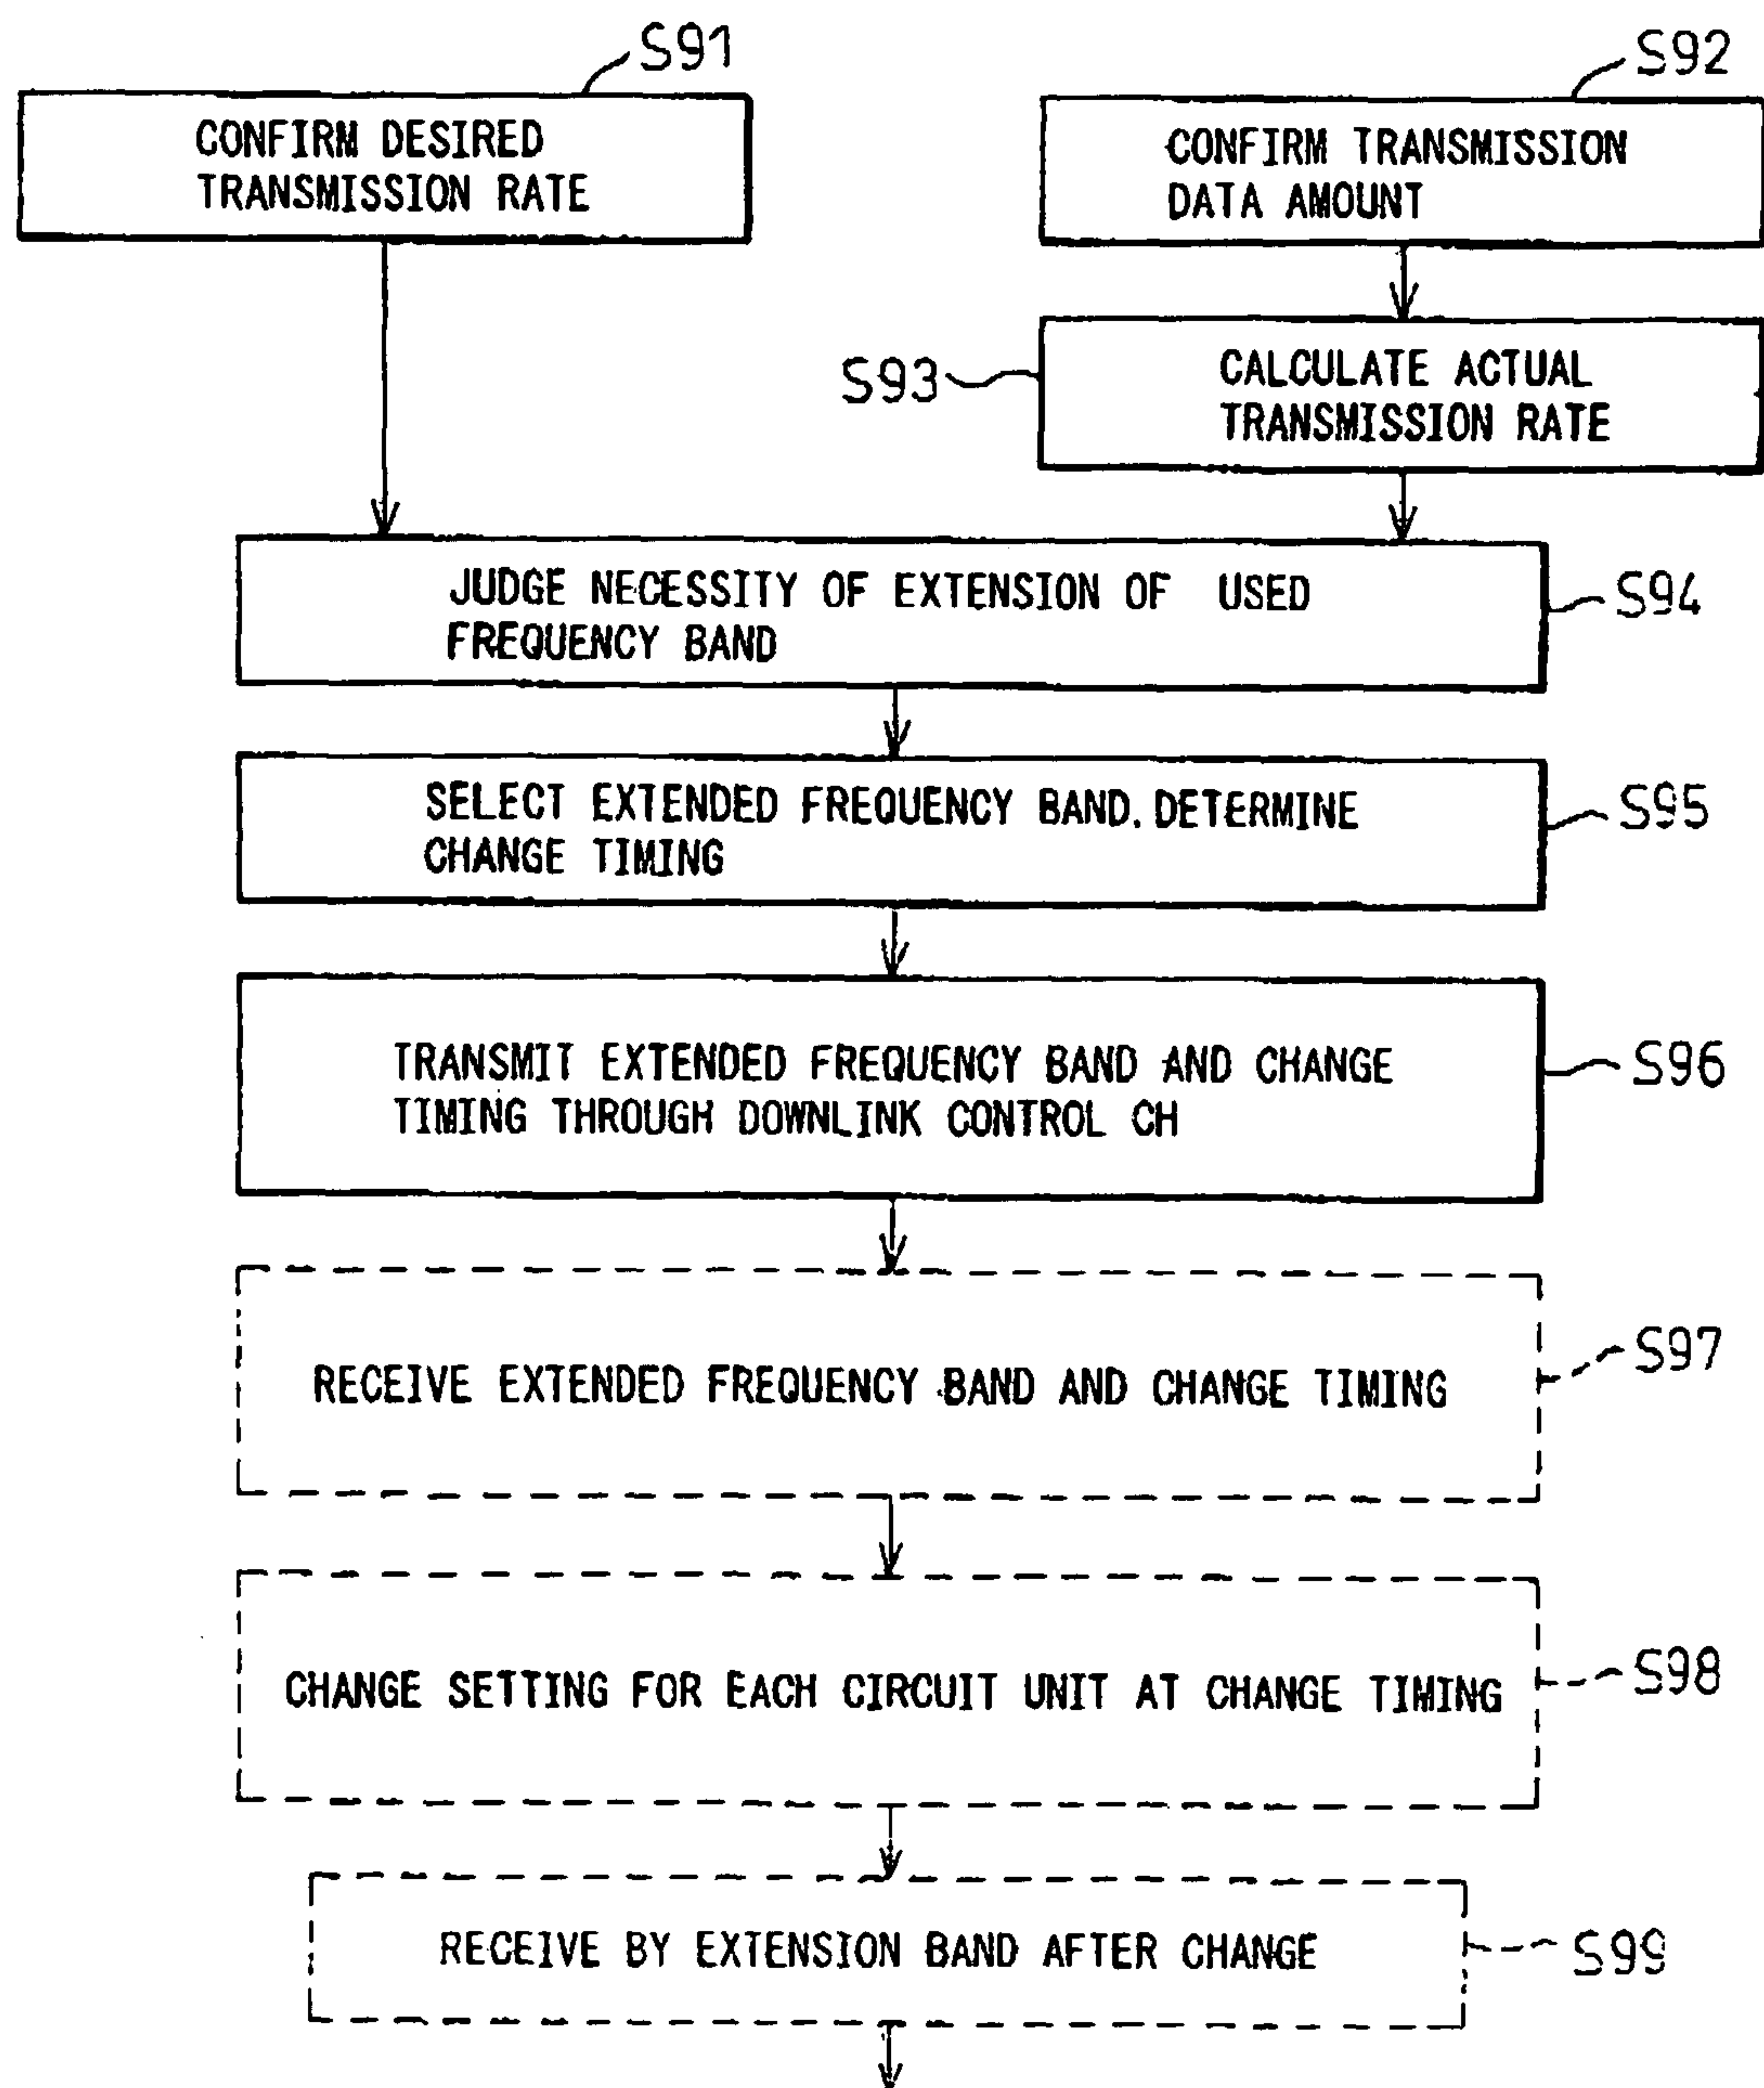 S91
CONFIRM DESIRED
TRANSMISSION RATE
S92
CONFIRM TRANSMISSION
DATA AMOUNT
S93
CALCULATE ACTUAL
TRANSMISSION RATE
JUDGE NECESSITY OF EXTENSION OF USED
FREQUENCY BAND
S94
SELECT EXTENDED FREQUENCY BAND. DETERMINE
CHANGE TIMING
S95
TRANSMIT EXTENDED FREQUENCY BAND AND CHANGE
TIMING THROUGH DOWNLINK CONTROL CH
S96
RECEIVE EXTENDED FREQUENCY BAND AND CHANGE TIMING
S97
CHANGE SETTING FOR EACH CIRCUIT UNIT AT CHANGE TIMING
S98
RECEIVE BY EXTENSION BAND AFTER CHANGE
S99